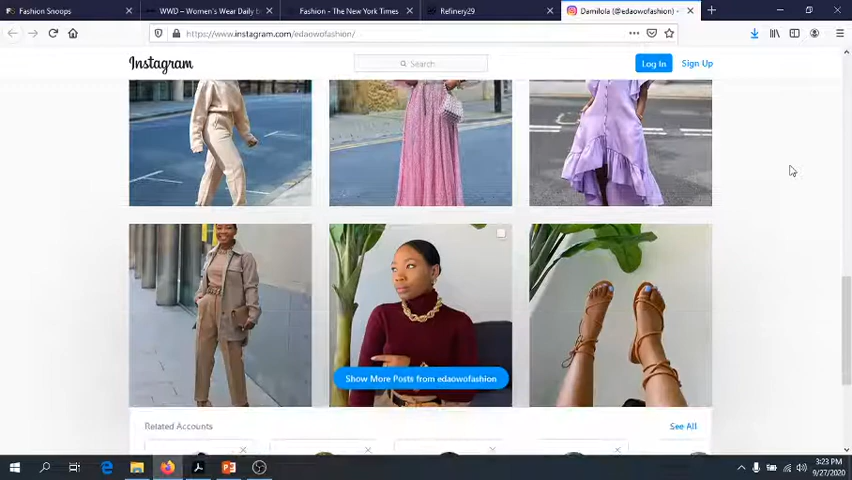 Fashion Snoops
WWD – Women's Wear Daily b
Fashion - The New York Times
Refinery29
Damilola (@edaowofashion) -
https://www.instagram.com/edaowofashion/
Instagram
Search
Log In
Sign Up
Show More Posts from edaowofashion
Related Accounts
See All
3:23 PM
9/27/2020